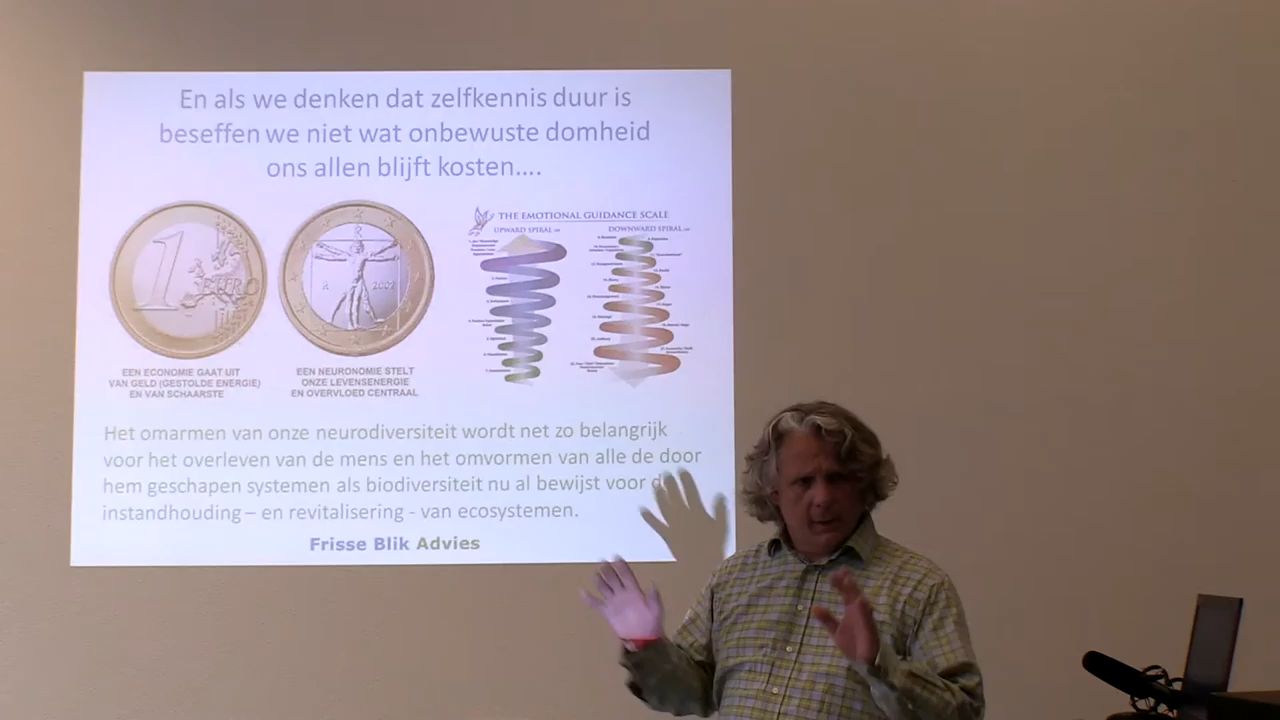 En als we denken dat zelfkennis duur is
beseffen we niet wat onbewuste domheid
ons allen blijft kosten....
1
EURO
R
2002
THE EMOTIONAL GUIDANCE SCALE
UPWARD SPIRAL
DOWNWARD SPIRAL
EEN ECONOMIE GAAT UIT
VAN GELD (GESTOLDE ENERGIE)
EN VAN SCHAARSTE
EEN NEURONOMIE STELT
ONZE LEVENSENERGIE
EN OVERVLOED CENTRAAL
Het omarmen van onze neurodiversiteit wordt net zo belangrijk
voor het overleven van de mens en het omvormen van alle de door
hem geschapen systemen als biodiversiteit nu al bewijst voor
instandhouding – en revitalisering - van ecosystemen.
Frisse Blik Advies